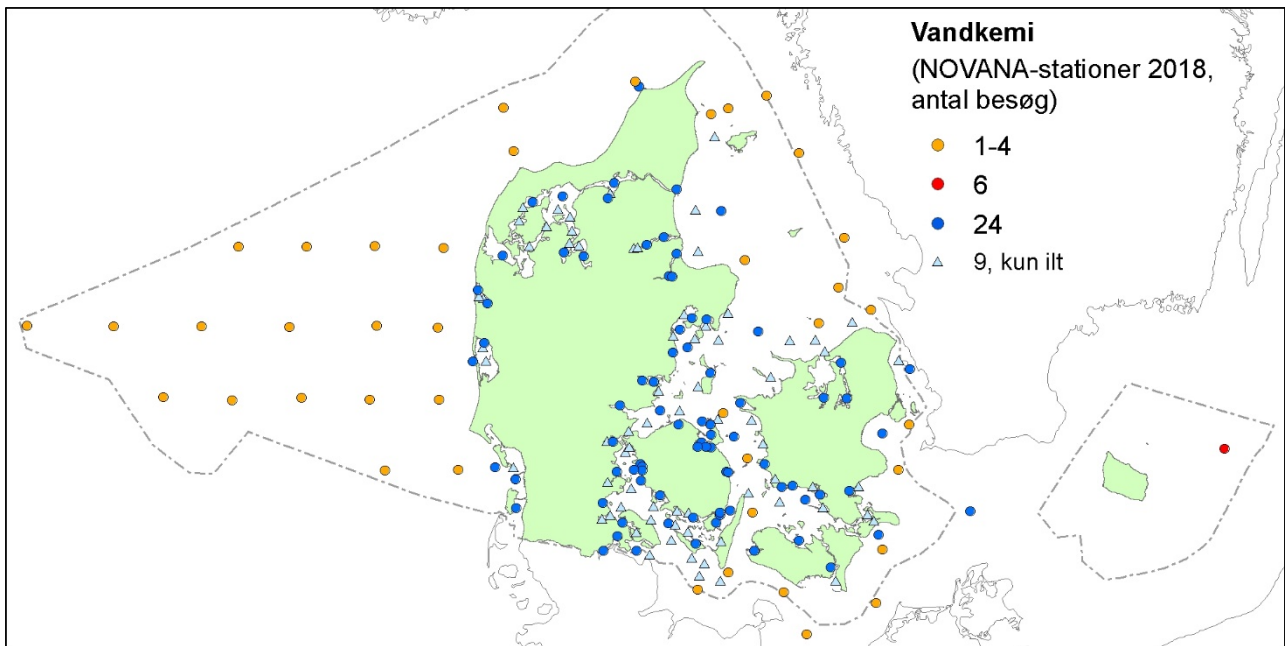 Vandkemi
(NOVANA-stationer 2018,
antal besøg)
1-4
6
24
9, kun ilt